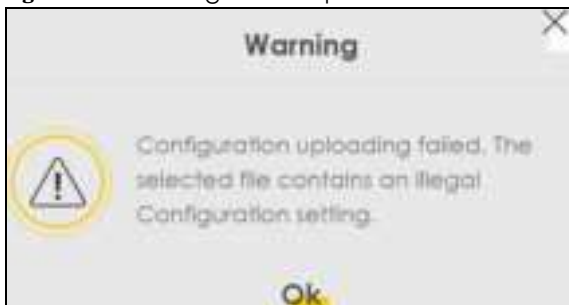 Warning
Configuration uploading failed. The
selected file contains an illegal
Configuration setting.
Ok